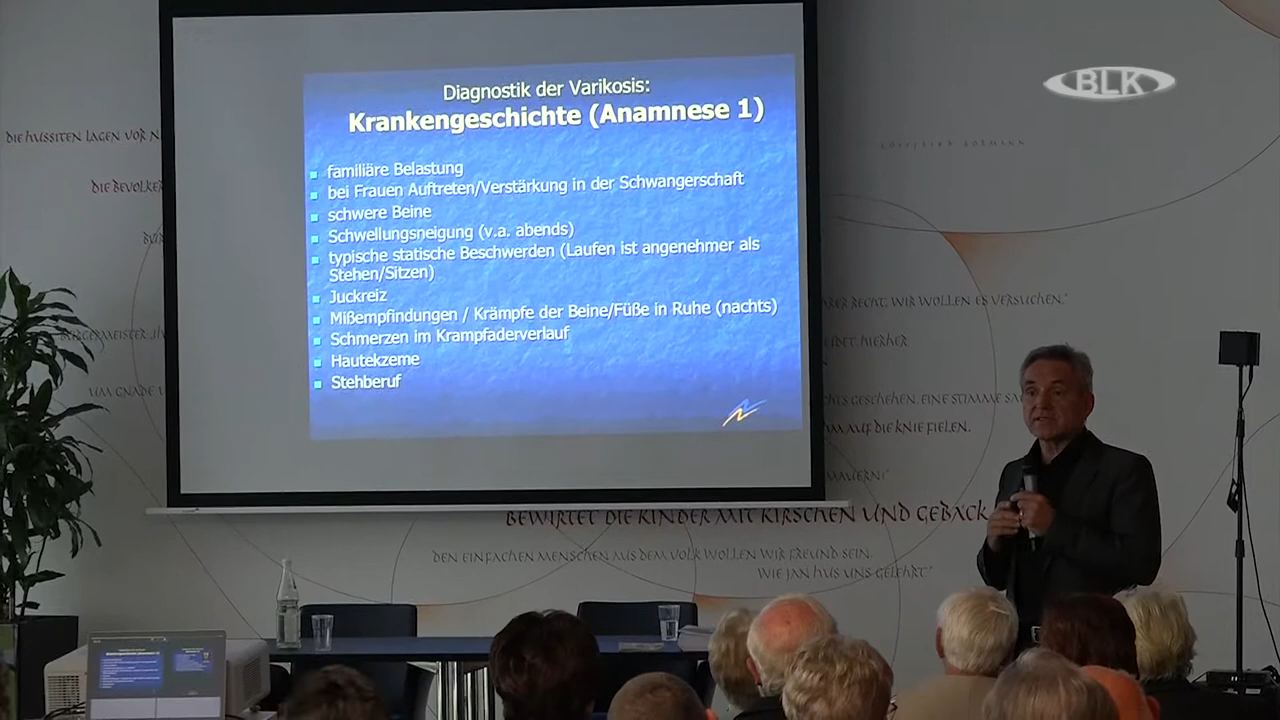 BLK
Diagnostik der Varikosis:
Krankengeschichte (Anamnese 1)
familiäre Belastung
bei Frauen Auftreten/Verstärkung in der Schwangerschaft
schwere Beine
Schwellungsneigung (v.a. abends)
typische statische Beschwerden (Laufen ist angenehmer als
Stehen/Sitzen)
Juckreiz
Mißempfindungen / Krämpfe der Beine/Füße in Ruhe (nachts)
Schmerzen im Krampfaderverlauf
Hautekzeme
Stehberuf
DIE HUSSITEN LAGEN VOR N
DIE BEVOLKER
RECHT, WIR WOLLEN ES VERSUCHEN."
HIERHER
GESCHEHEN. EINE STIMME
AUF DIE KNIE FIELEN.
BEWIRTET DIE KINDER MIT KIRSCHEN UND GEBACK
DEN EINFACHEN MENSCHEN AUS DEM VOLK WOLLEN WIR FREUND SEIN.
WIE JAN HUS UNS GELEHRT"